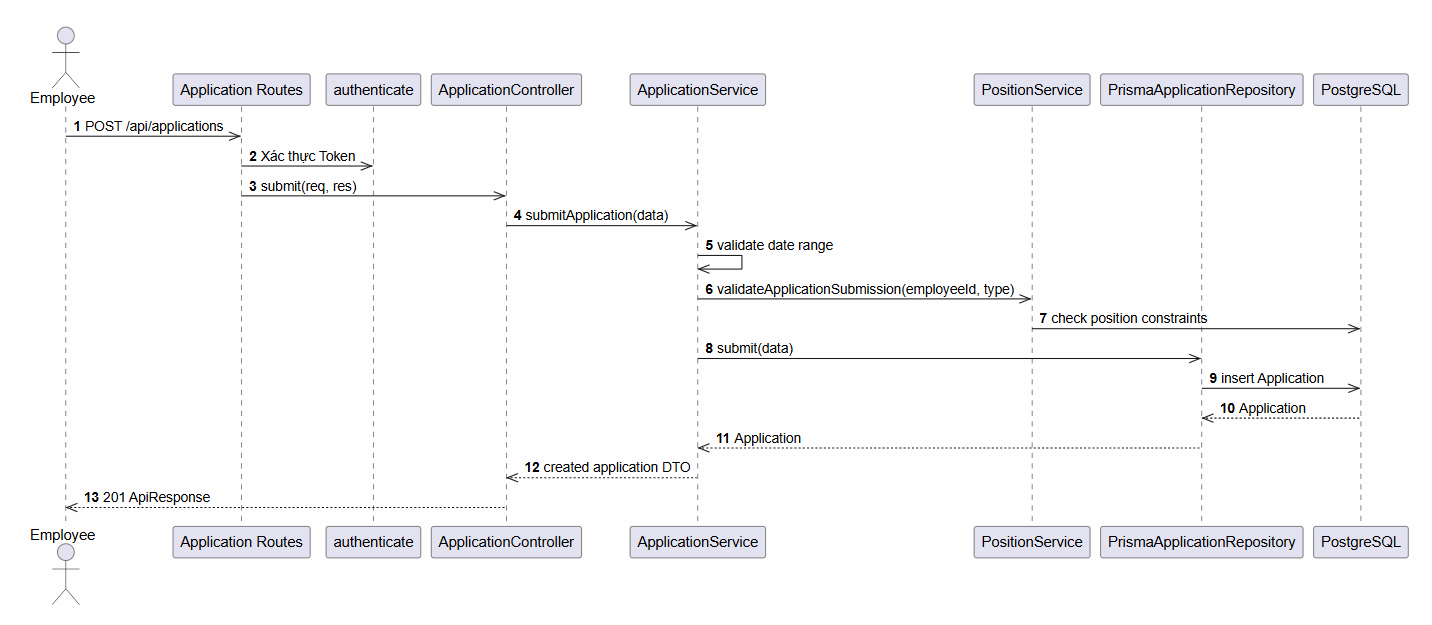 Employee
Application Routes
authenticate
ApplicationController
ApplicationService
PositionService
PrismaApplicationRepository
PostgreSQL
1 POST /api/applications
2 Xác thực Token
3 submit(req, res)
4 submitApplication(data)
5 validate date range
6 validateApplicationSubmission(employeeId, type)
7 check position constraints
8 submit(data)
9 insert Application
10 Application
11 Application
12 created application DTO
13 201 ApiResponse
Employee
Application Routes
authenticate
ApplicationController
ApplicationService
PositionService
PrismaApplicationRepository
PostgreSQL